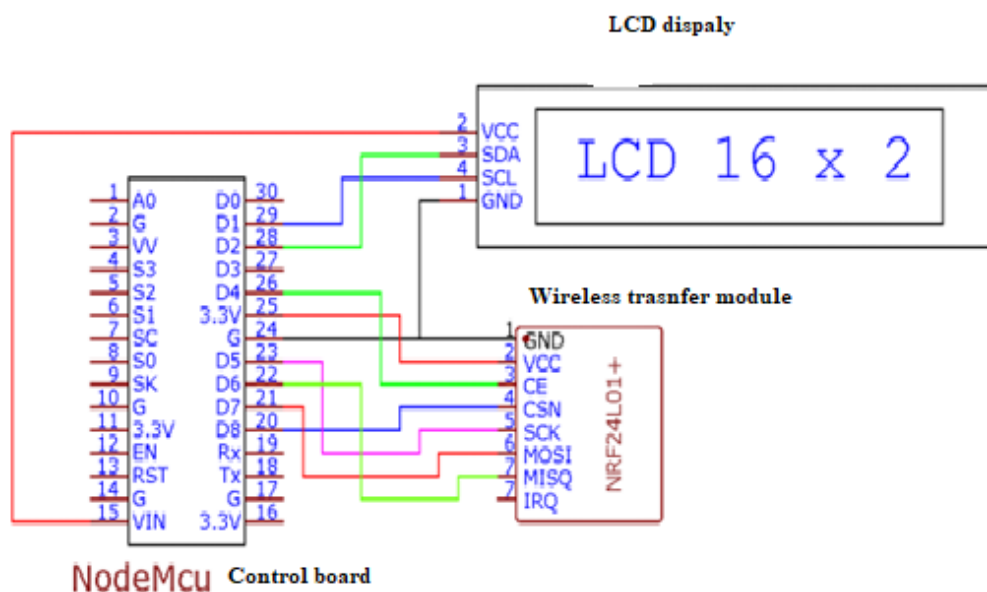 LCD dispaly
2 VCC
3 SDA
4 SCL
1 GND
LCD 16 x 2
1 A0 D0 30
2 G D1 29
3 VV D2 28
4 S3 D3 27
5 S2 D4 26
6 S1 3.3V 25
7 SC G 24
8 S0 D5 23
9 SK D6 22
10 G D7 21
11 3.3V D8 20
12 EN Rx 19
13 RST Tx 18
14 G G 17
15 VIN 3.3V 16
NodeMcu Control board
Wireless trasnfer module
1 GND
2 VCC
3 CE
4 CSN
5 SCK
6 MOSI
7 MISQ
7 IRQ
NRF24L01+